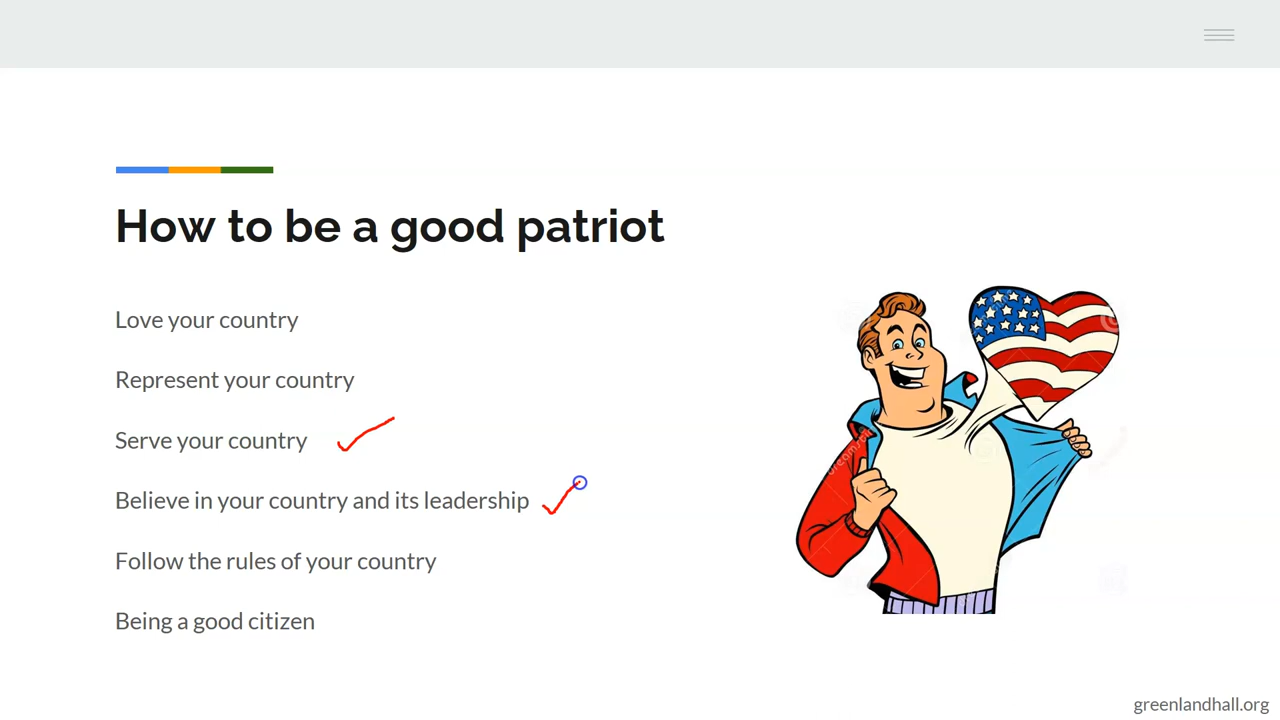 How to be a good patriot
Love your country
Represent your country
Serve your country
Believe in your country and its leadership
Follow the rules of your country
Being a good citizen
greenlandhall.org